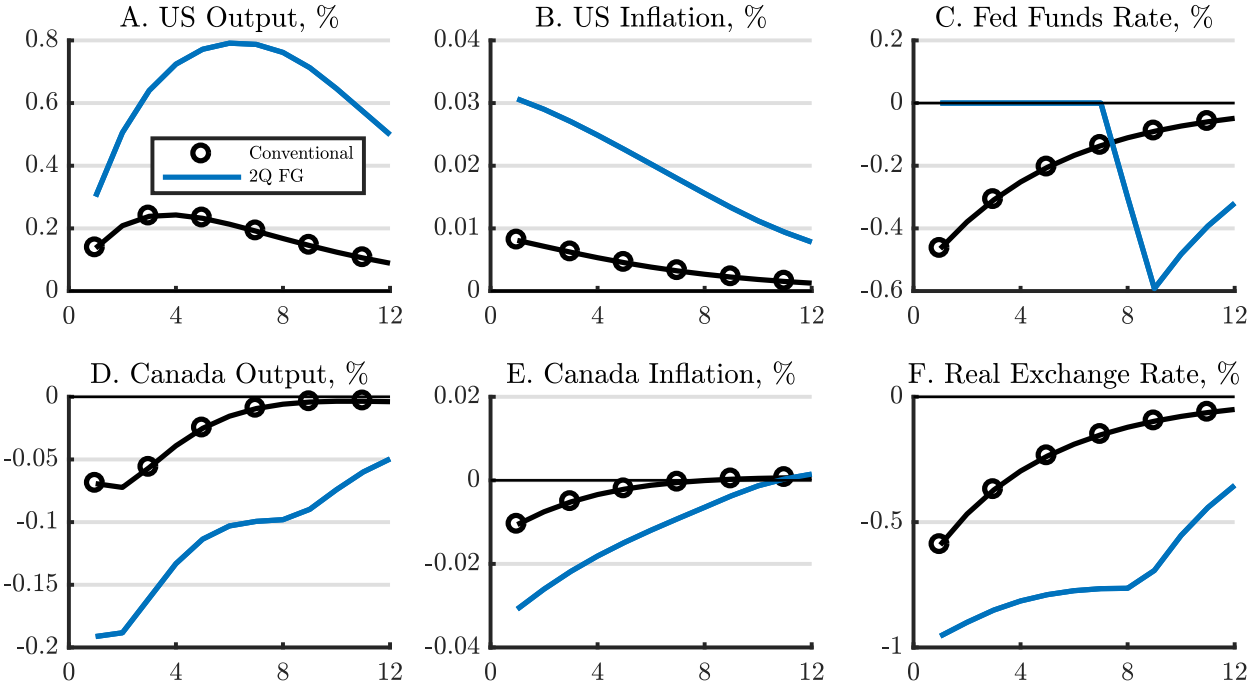 A. US Output, %
0.8
0.6
0.4
0.2
0
0 4 8 12
Conventional
2Q FG
B. US Inflation, %
0.04
0.03
0.02
0.01
0
0 4 8 12
C. Fed Funds Rate, %
0.2
0
-0.2
-0.4
-0.6
0 4 8 12
D. Canada Output, %
0
-0.05
-0.1
-0.15
-0.2
0 4 8 12
E. Canada Inflation, %
0.02
0
-0.02
-0.04
0 4 8 12
F. Real Exchange Rate, %
0
-0.5
-1
0 4 8 12